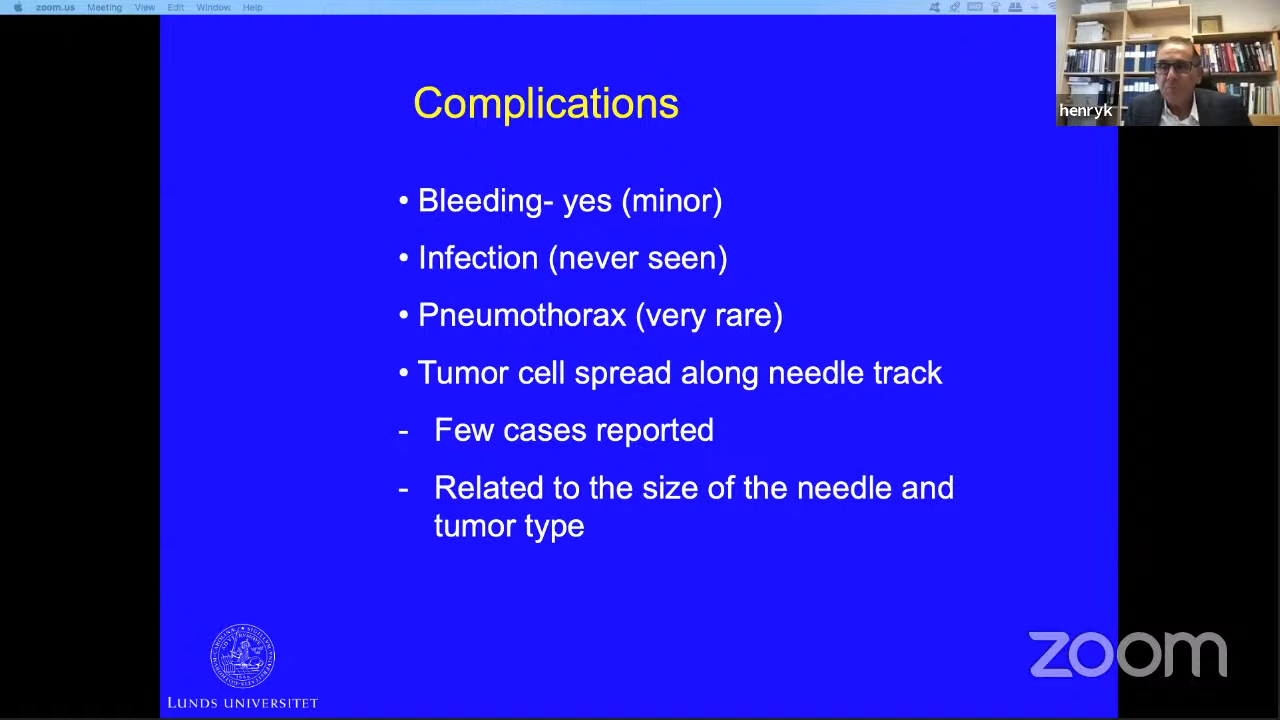 zoom.us Meeting View Edit Window Help
henryk
Complications
• Bleeding- yes (minor)
• Infection (never seen)
• Pneumothorax (very rare)
• Tumor cell spread along needle track
- Few cases reported
- Related to the size of the needle and
tumor type
LUNDS UNIVERSITET
zoom